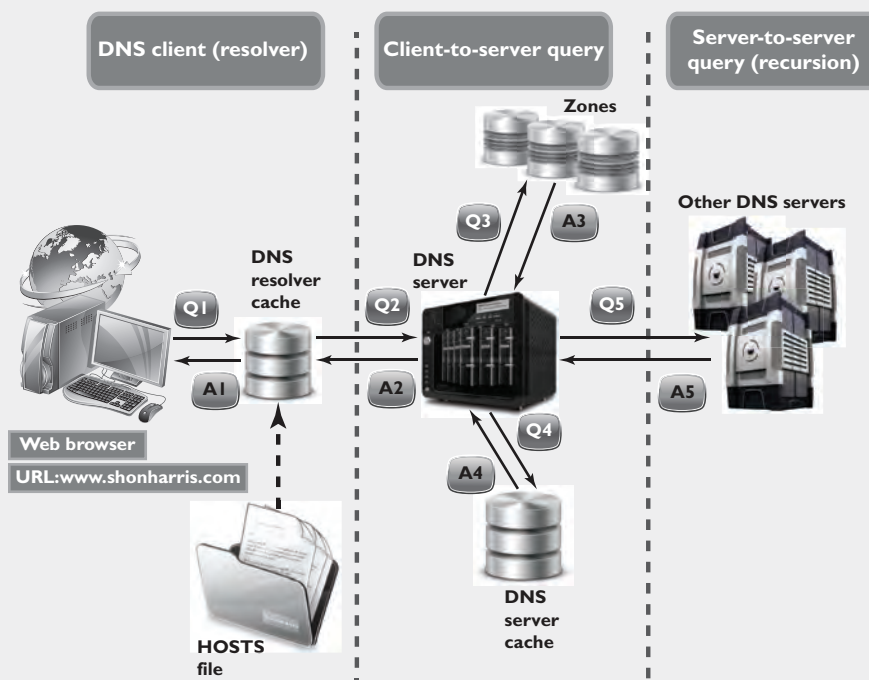 DNS client (resolver)
Client-to-server query
Server-to-server
query (recursion)
Zones
Other DNS servers
Q3
A3
DNS
resolver
cache
DNS
server
Q1
Q2
Q5
A1
A2
A5
Q4
A4
Web browser
URL:www.shonharris.com
DNS
server
cache
HOSTS
file